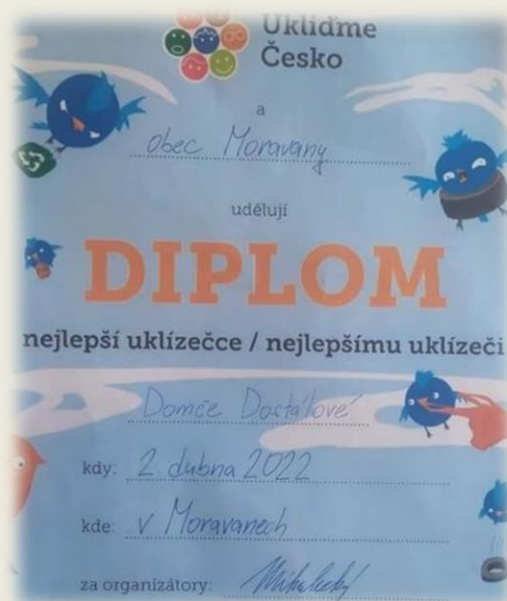 Ukliďme
Česko
a
obec Moravany
udělují
DIPLOM
nejlepší uklízečce / nejlepšímu uklízeči
Domče Dostálové
kdy: 2. dubna 2022
kde: v Moravanech
za organizátory: